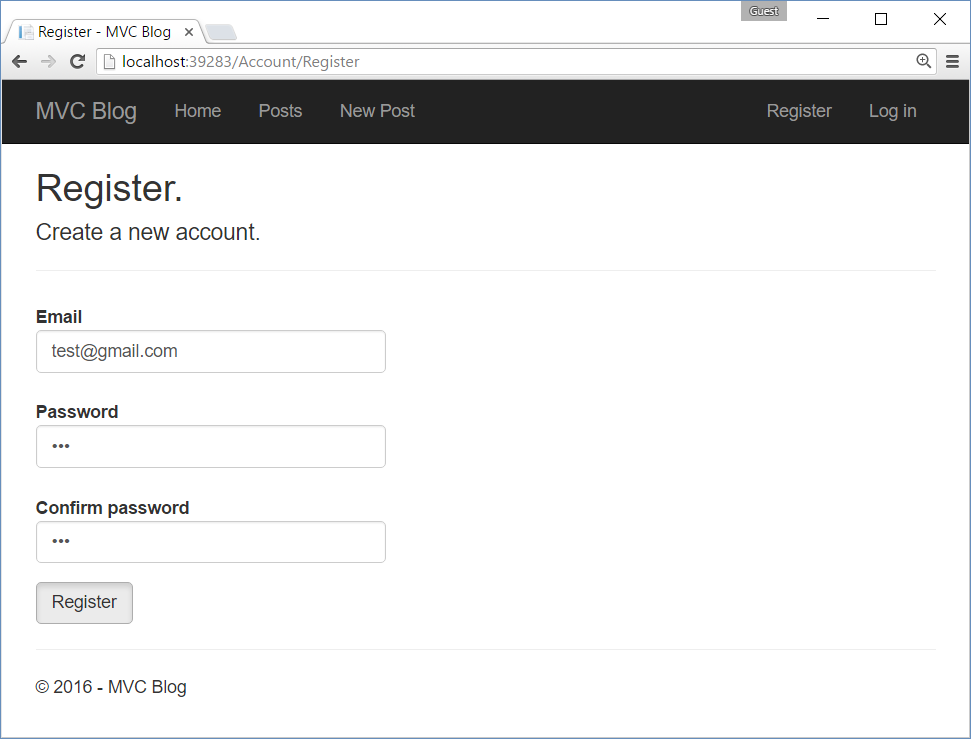 Guest
Register - MVC Blog
localhost:39283/Account/Register
MVC Blog Home Posts New Post Register Log in
Register.
Create a new account.
Email
test@gmail.com
Password
•••
Confirm password
•••
Register
© 2016 - MVC Blog